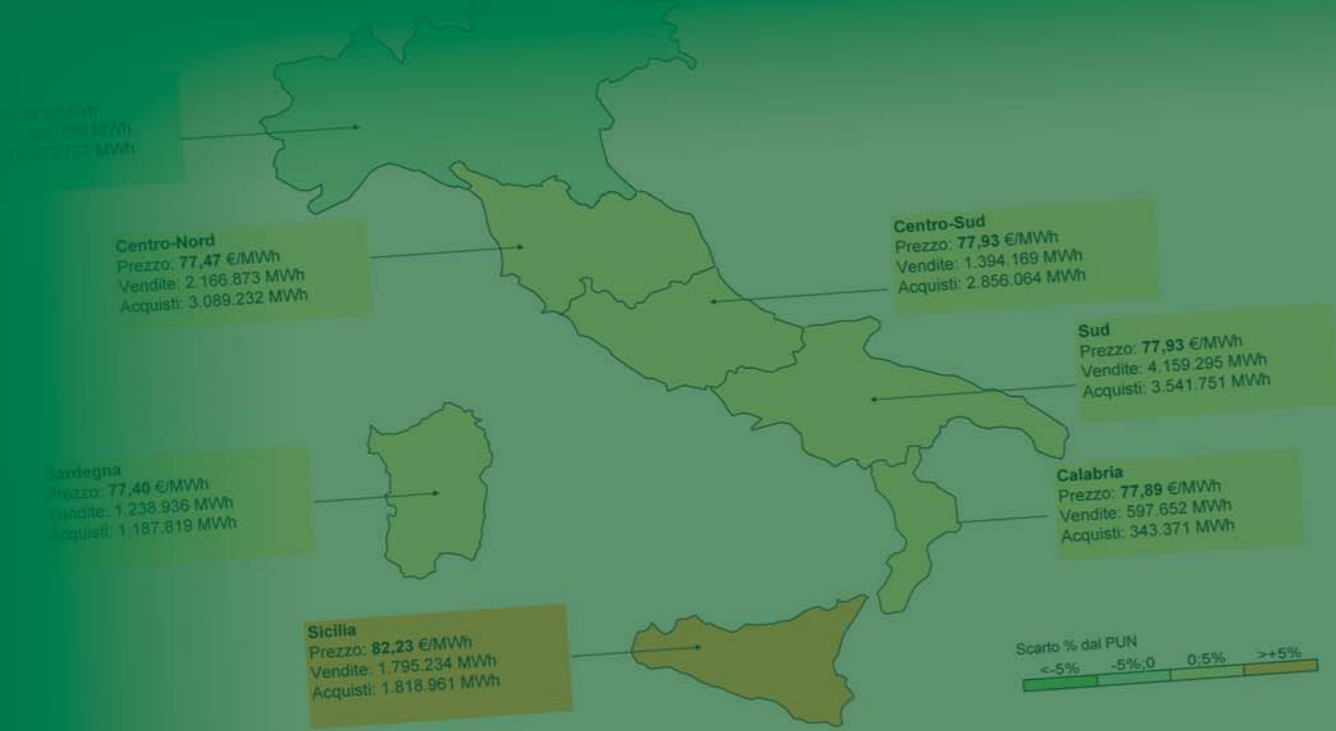 €/MWh
MWh
MWh
Centro-Nord
Prezzo: 77,47 €/MWh
Vendite: 2.166.873 MWh
Acquisti: 3.089.232 MWh
Centro-Sud
Prezzo: 77,93 €/MWh
Vendite: 1.394.169 MWh
Acquisti: 2.856.064 MWh
Sud
Prezzo: 77,93 €/MWh
Vendite: 4.159.295 MWh
Acquisti: 3.541.751 MWh
Sardegna
Prezzo: 77,40 €/MWh
Vendite: 1.238.936 MWh
Acquisti: 1.187.819 MWh
Calabria
Prezzo: 77,89 €/MWh
Vendite: 597.652 MWh
Acquisti: 343.371 MWh
Sicilia
Prezzo: 82,23 €/MWh
Vendite: 1.795.234 MWh
Acquisti: 1.818.961 MWh
Scarto % dal PUN
<-5% -5%;0 0;5% >+5%